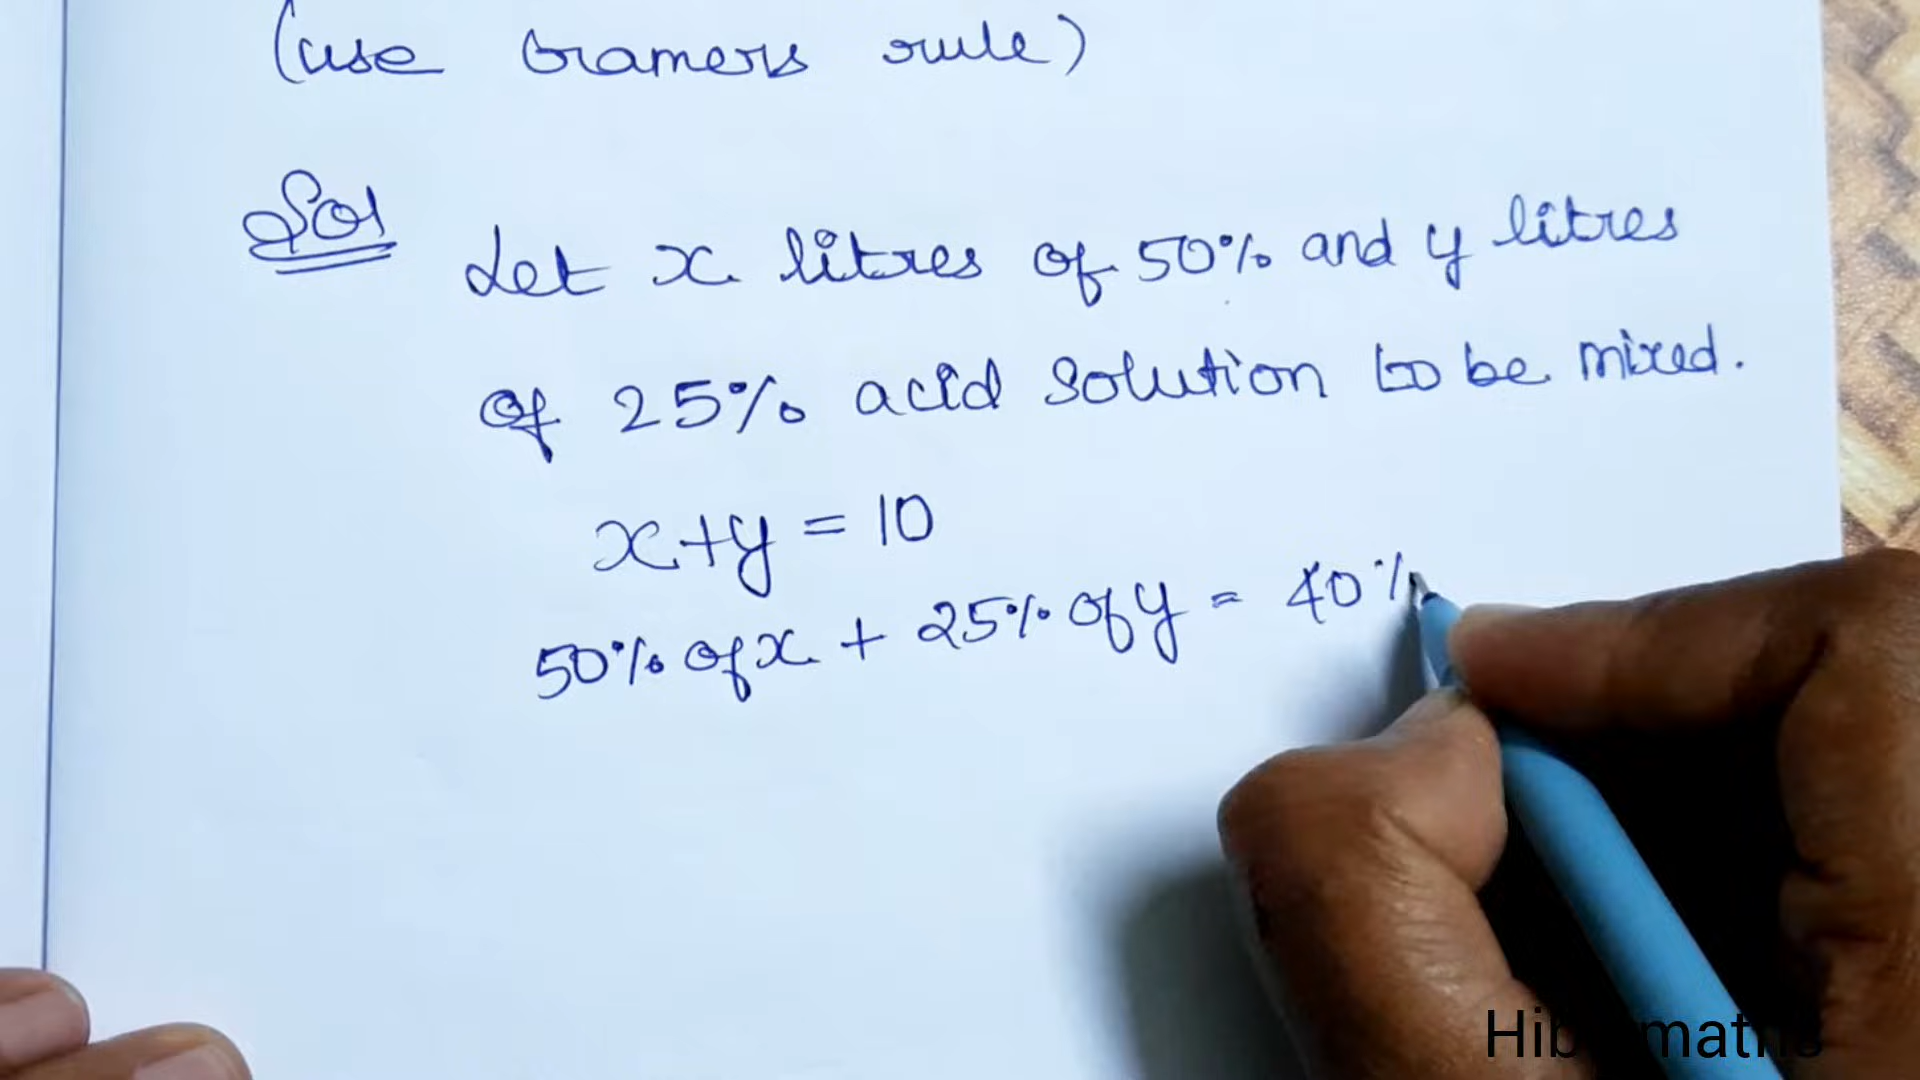 (use cramers rule)
Sol
Let x litres of 50% and y litres
of 25% acid solution to be mixed.
x+y = 10
50% of x + 25% of y = 40%